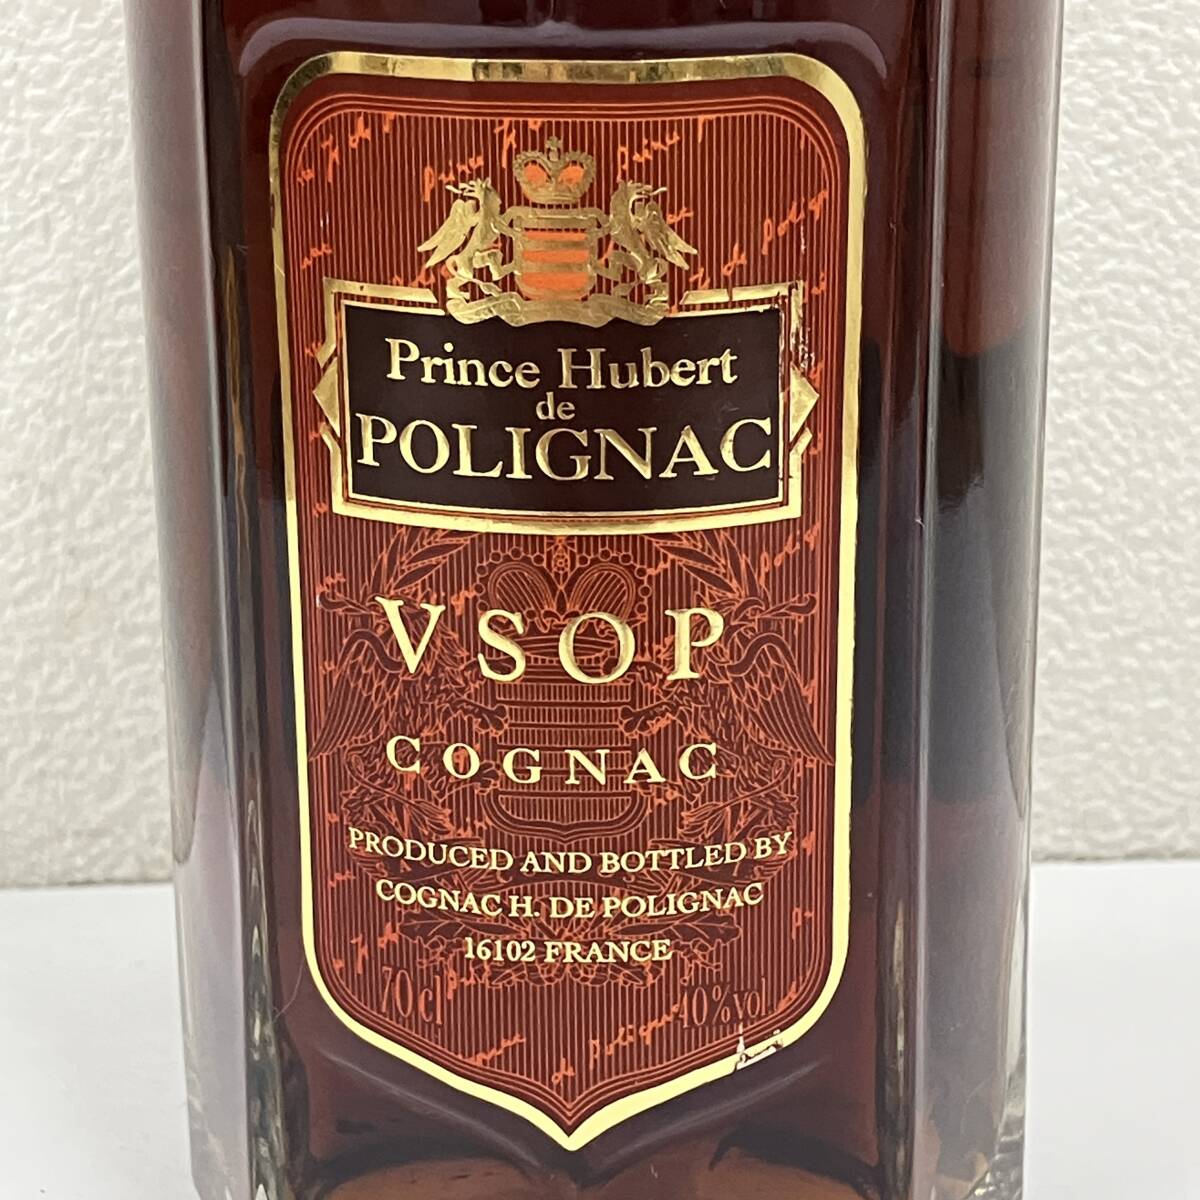 Prince Hubert
de
POLIGNAC
VSOP
COGNAC
PRODUCED AND BOTTLED BY
COGNAC H. DE POLIGNAC
16102 FRANCE
70cl 40%vol